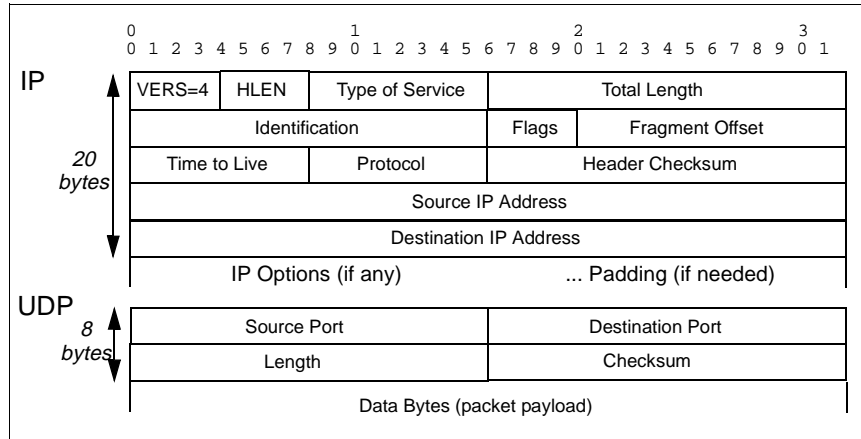 0 1 2 3
0 1 2 3 4 5 6 7 8 9 0 1 2 3 4 5 6 7 8 9 0 1 2 3 4 5 6 7 8 9 0 1
IP
VERS=4 HLEN Type of Service Total Length
Identification Flags Fragment Offset
20
bytes
Time to Live Protocol Header Checksum
Source IP Address
Destination IP Address
IP Options (if any) ... Padding (if needed)
UDP
8
bytes
Source Port Destination Port
Length Checksum
Data Bytes (packet payload)